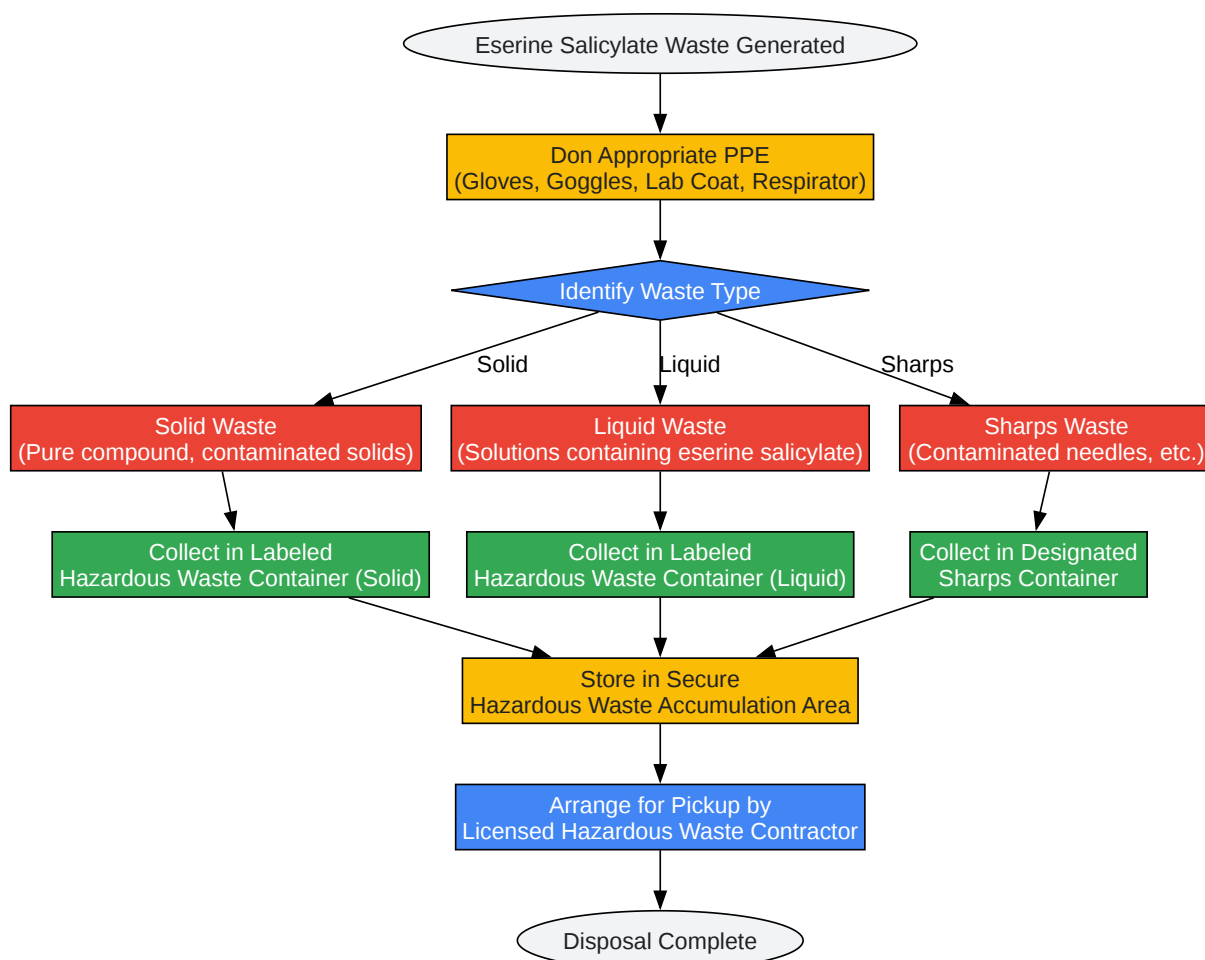 Eserine Salicylate Waste Generated
Don Appropriate PPE
(Gloves, Goggles, Lab Coat, Respirator)
Identify Waste Type
Solid
Liquid
Sharps
Solid Waste
(Pure compound, contaminated solids)
Liquid Waste
(Solutions containing eserine salicylate)
Sharps Waste
(Contaminated needles, etc.)
Collect in Labeled
Hazardous Waste Container (Solid)
Collect in Labeled
Hazardous Waste Container (Liquid)
Collect in Designated
Sharps Container
Store in Secure
Hazardous Waste Accumulation Area
Arrange for Pickup by
Licensed Hazardous Waste Contractor
Disposal Complete